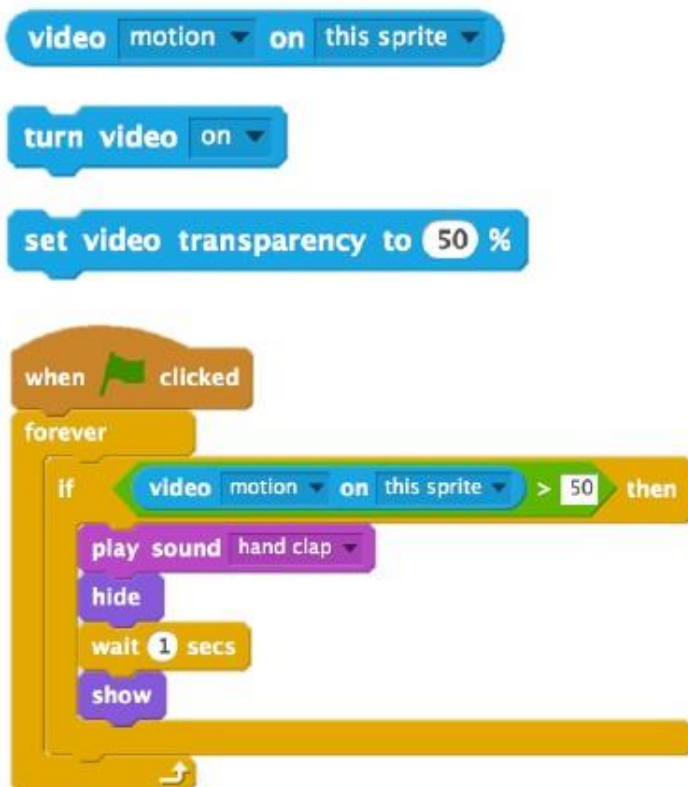 video motion on this sprite
turn video on
set video transparency to 50 %
when clicked
forever
if video motion on this sprite > 50 then
play sound hand clap
hide
wait 1 secs
show